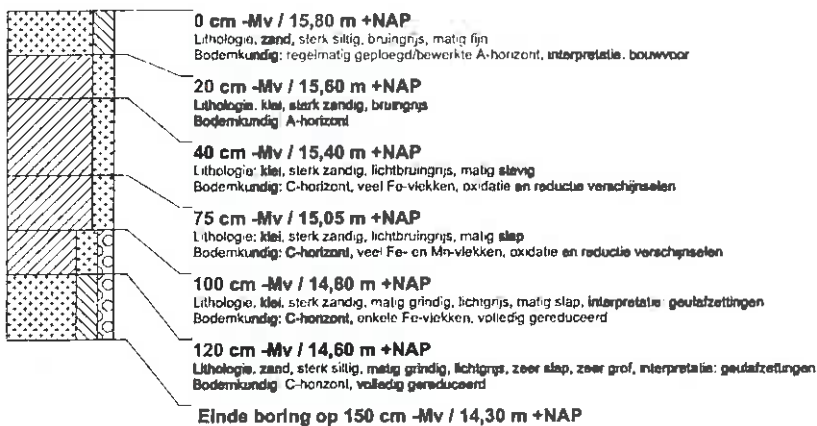 0 cm -Mv / 15,80 m +NAP
Lithologie, zand, sterk siltig, bruingrijs, matig fijn
Bodemkundig: regelmatig geploegd/bewerkte A-horizont, interpretatie. bouwvoor
20 cm -Mv / 15,60 m +NAP
Lithologie. klei, sterk zandig, bruingrijs
Bodemkundig A-horizont
40 cm -Mv / 15,40 m +NAP
Lithologie: klei, sterk zandig, lichtbruingrijs, matig stevig
Bodemkundig: C-horizont, veel Fe-vlekken, oxidatie en reductie verschijnselen
75 cm -Mv / 15,05 m +NAP
Lithologie: klei, sterk zandig, lichtbruingrijs, matig slap
Bodemkundig: C-horizont, veel Fe- en Mn-vlekken, oxidatie en reductie verschijnselen
100 cm -Mv / 14,80 m +NAP
Lithologie, klei, sterk zandig, matig grindig, lichtgrijs, matig slap, interpretatie: geulafzettingen
Bodemkundig: C-horizont, enkele Fe-vlekken, volledig gereduceerd
120 cm -Mv / 14,60 m +NAP
Lithologie, zand, sterk siltig, matig grindig, lichtgrijs, zeer slap, zeer grof, interpretatie: geulafzettingen
Bodemkundig C-horizont, volledig gereduceerd
Einde boring op 150 cm -Mv / 14,30 m +NAP